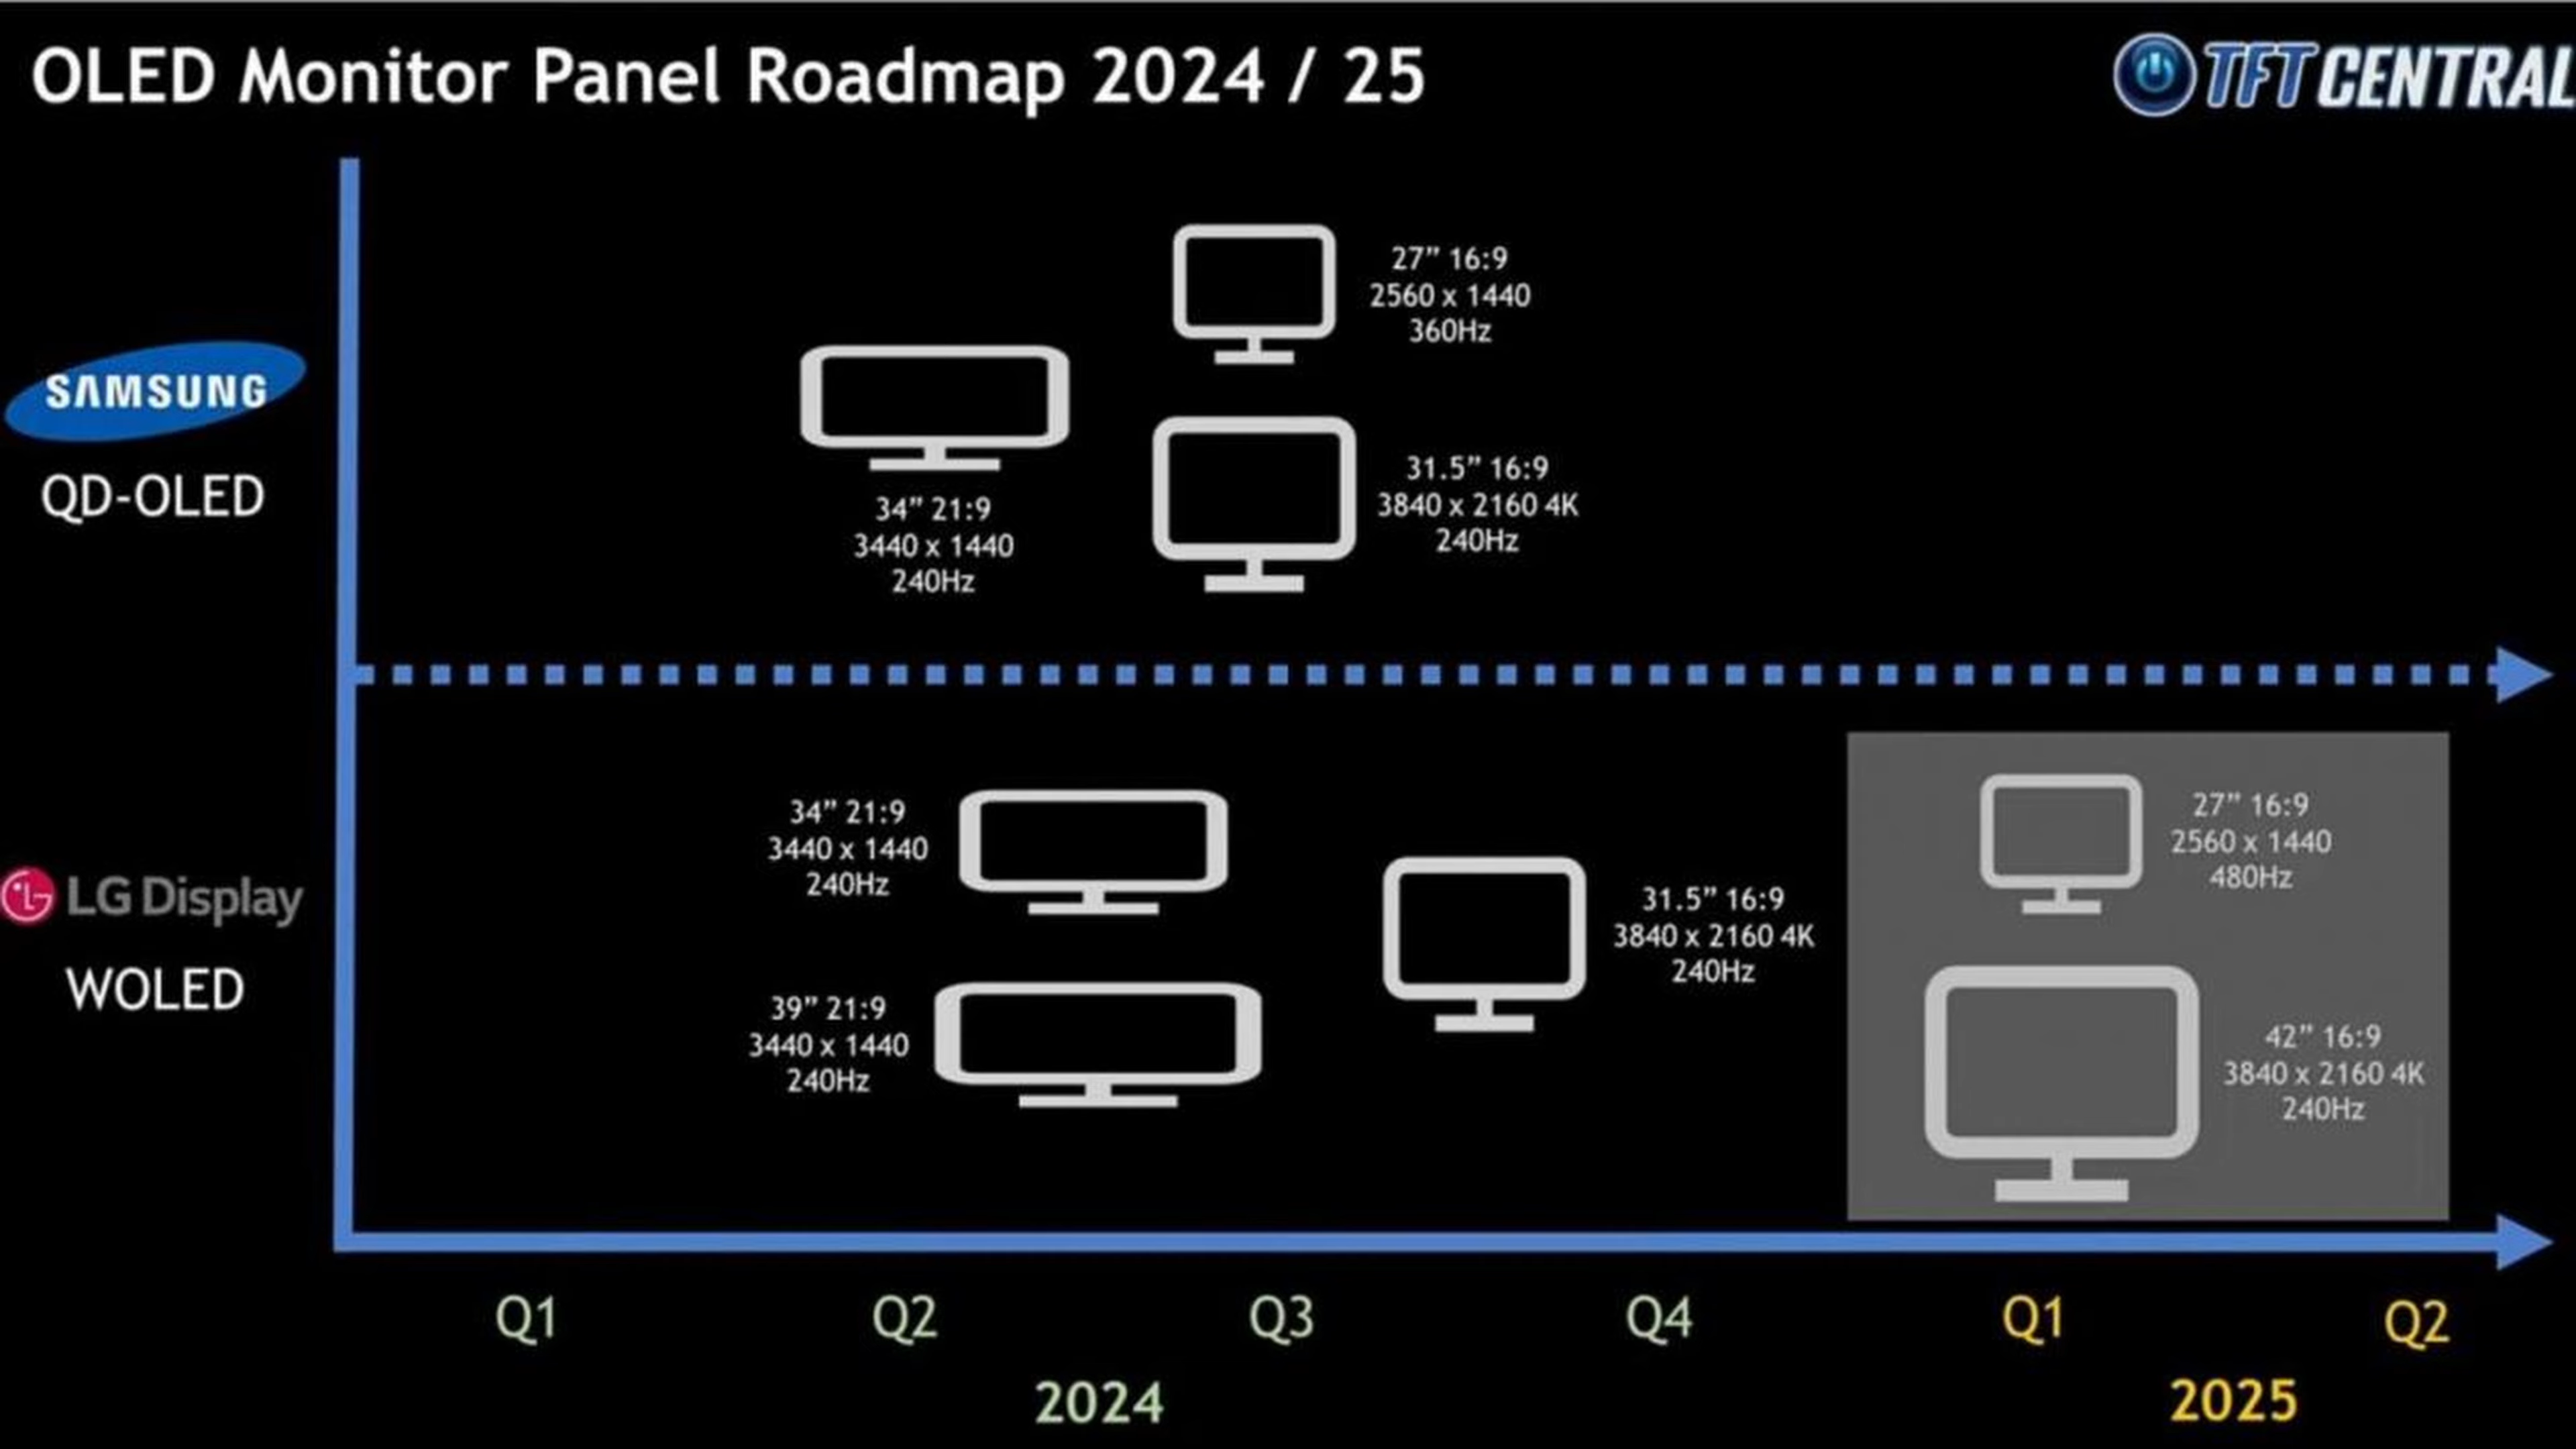 OLED Monitor Panel Roadmap 2024 / 25
TFTCENTRAL
SAMSUNG
QD-OLED
34” 21:9
3440 x 1440
240Hz
27” 16:9
2560 x 1440
360Hz
31.5” 16:9
3840 x 2160 4K
240Hz
LG Display
WOLED
34” 21:9
3440 x 1440
240Hz
39” 21:9
3440 x 1440
240Hz
31.5” 16:9
3840 x 2160 4K
240Hz
27” 16:9
2560 x 1440
480Hz
42” 16:9
3840 x 2160 4K
240Hz
Q1 Q2 Q3 Q4 Q1 Q2
2024 2025